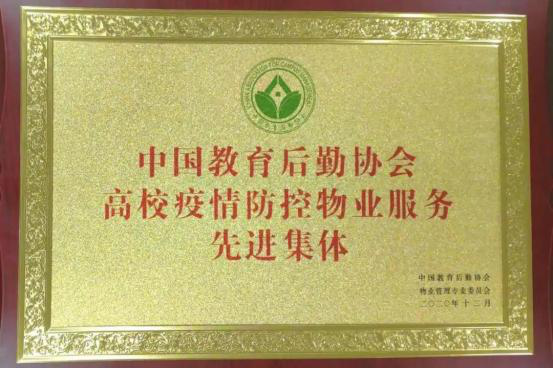 中国教育后勤协会
高校疫情防控物业服务
先进集体
中国教育后勤协会
物业管理专业委员会
二〇二〇年十二月